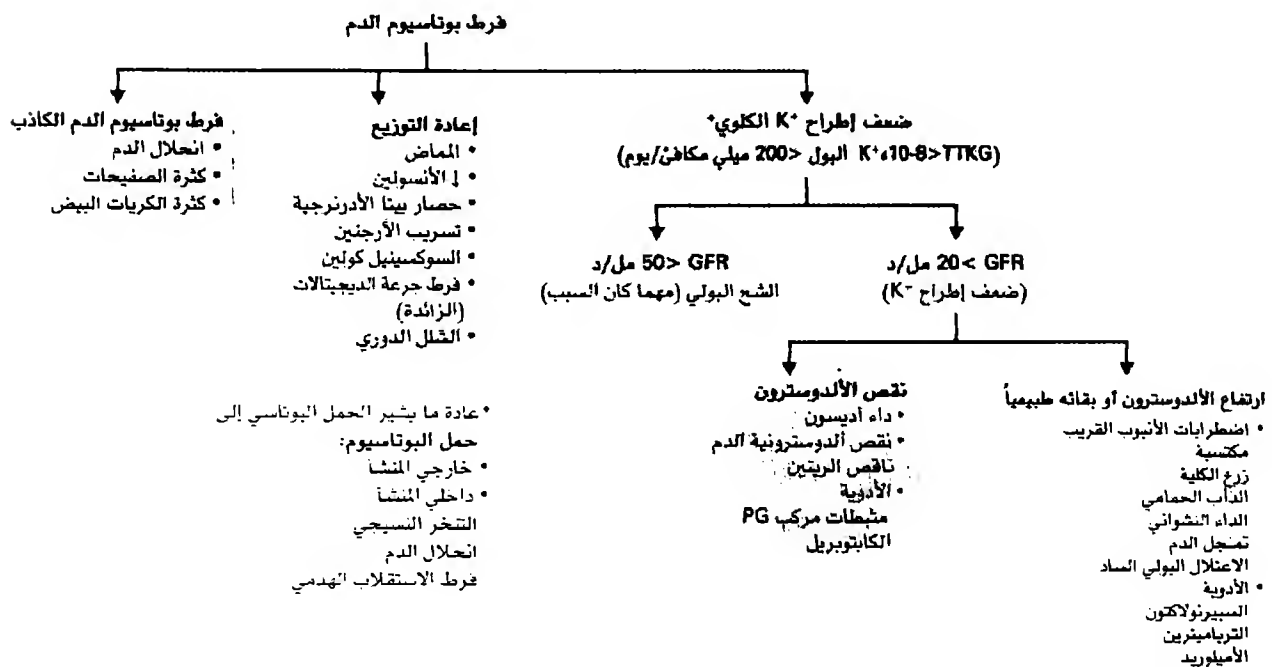 فرط بوتاسيوم الدم
فرط بوتاسيوم الدم الكاذب
• انحلال الدم
• كثرة الصفيحات
• كثرة الكريات البيض
إعادة التوزيع
• الماض
• ↓ الأنسولين
• حصار بيتا الأدرنرجية
• تسريب الأرجنين
• السوكسينيل كولين
• فرط جرعة الديجيتالات
(الزائدة)
• الشلل الدوري
ضعف إطراح K+ الكلوي+
(TTKG<8-10، K+ البول <200 ميلي مكافئ/يوم)
GFR <50 مل/د
الشح البولي (مهما كان السبب)
GFR >20 مل/د
(ضعف إطراح K–)
نقص الألدوسترون
• داء أديسون
• نقص ألدوسترونية الدم
ناقص الرينين
• الأدوية
مثبطات مركب PG
الكابتوبريل
ارتفاع الألدوسترون أو بقائه طبيعياً
• اضطرابات الأنبوب القريب
مكتسبة
زرع الكلية
الذأب الحمامي
الداء النشواني
تمنجل الدم
الاعتلال البولي الساد
• الأدوية
السبيرنولاكتون
التريامينرين
الأميلوريد
• عادة ما يشير الحمل البوتاسي إلى
حمل البوتاسيوم:
• خارجي المنشأ
• داخلي المنشأ
التنخر النسيجي
انحلال الدم
فرط الاستقلاب الهدمي